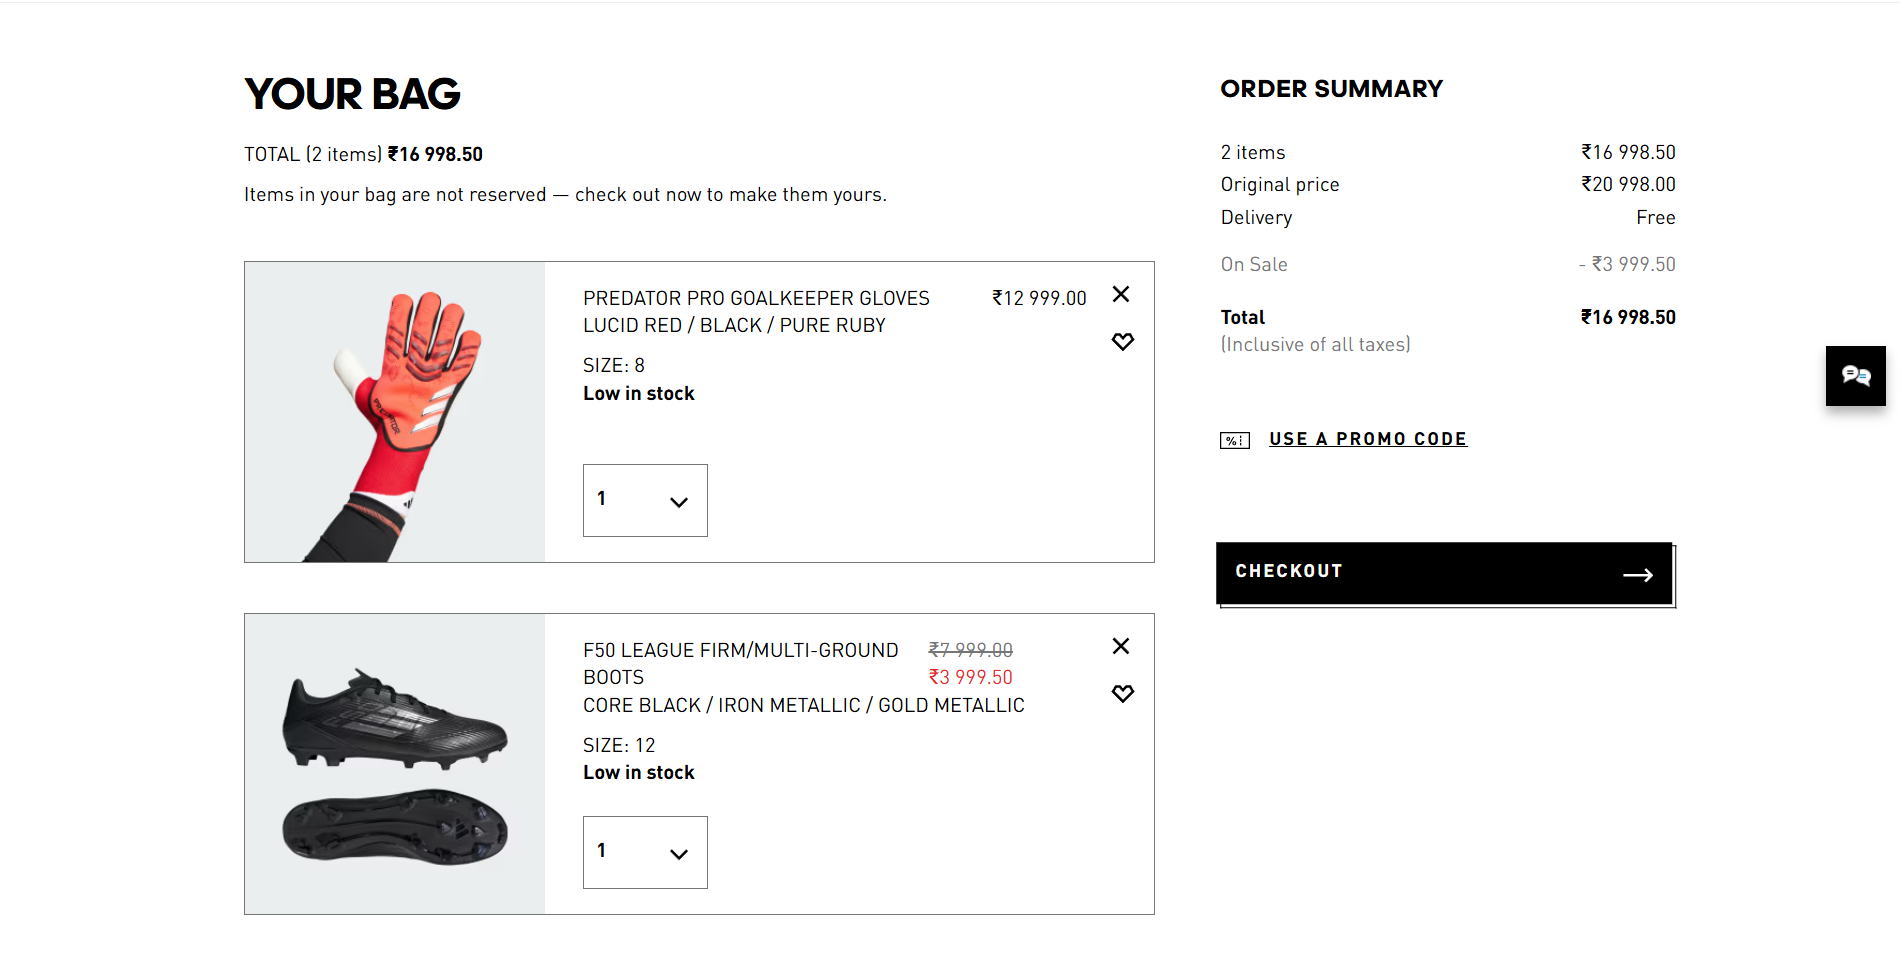 YOUR BAG
TOTAL (2 items) ₹16 998.50
Items in your bag are not reserved — check out now to make them yours.
PREDATOR PRO GOALKEEPER GLOVES ₹12 999.00
LUCID RED / BLACK / PURE RUBY
SIZE: 8
Low in stock
1
PREDATOR
F50 LEAGUE FIRM/MULTI-GROUND ₹7 999.00
BOOTS ₹3 999.50
CORE BLACK / IRON METALLIC / GOLD METALLIC
SIZE: 12
Low in stock
1
ORDER SUMMARY
2 items ₹16 998.50
Original price ₹20 998.00
Delivery Free
On Sale - ₹3 999.50
Total ₹16 998.50
(Inclusive of all taxes)
% USE A PROMO CODE
CHECKOUT